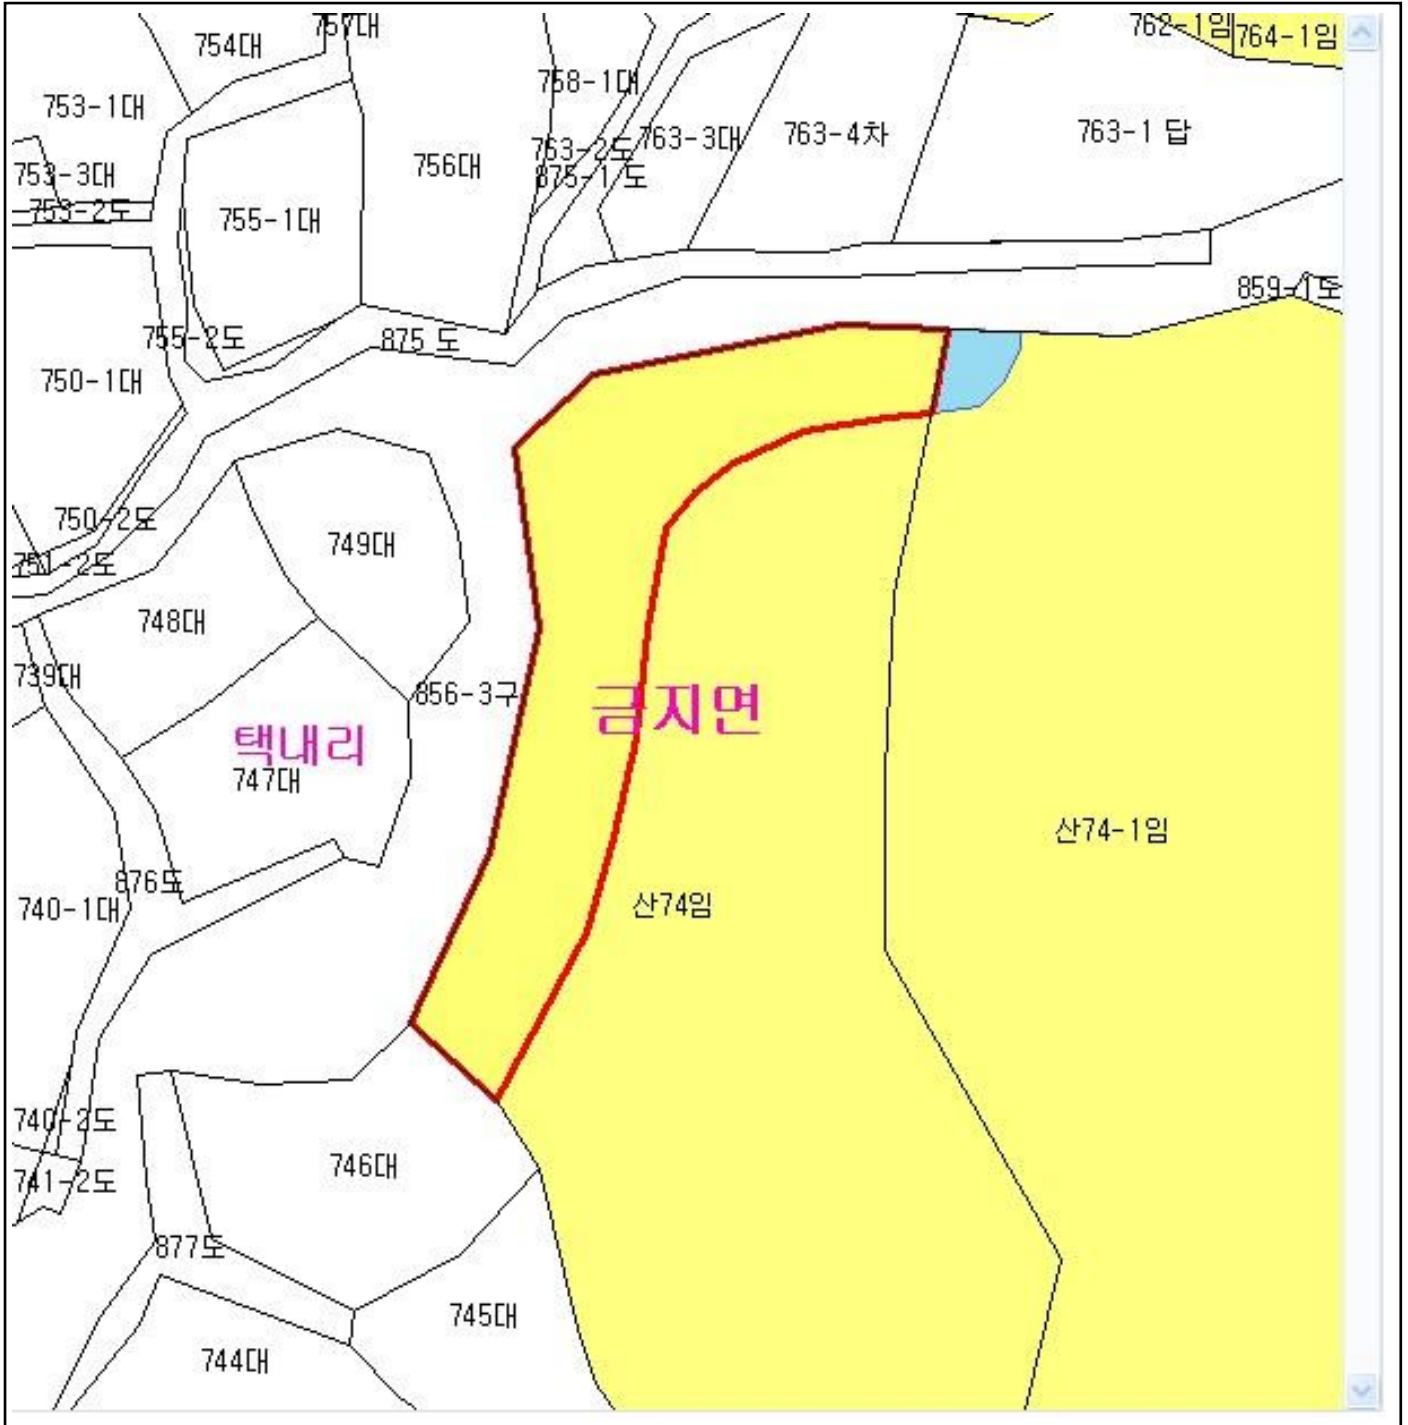 757대
762-1임
764-1임
754대
758-1대
753-1대
763-3대
763-4차
763-1 답
753-2도
756대
753-3대
875-1 도
753-2도
755-1대
859-1도
755-2도
875 도
750-1대
750-2도
749대
751-2도
748대
739대
856-3구
금지면
택내리
747대
산74-1임
876도
740-1대
산74임
740-2도
746대
741-2도
877도
745대
744대